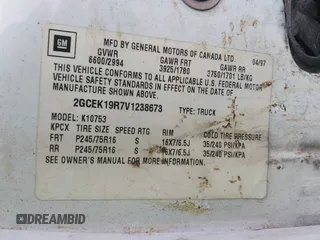 GM
MFD BY GENERAL MOTORS OF CANADA LTD. 04/97
GVWR GAWR FRT GAWR RR
6600/2994 3925/1780 3750/1701 LB/KG
THIS VEHICLE CONFORMS TO ALL APPLICABLE FEDERAL
MOTOR VEHICLE SAFETY STANDARDS IN EFFECT ON THE DATE OF
MANUFACTURE SHOWN ABOVE.
2GCEK19R7V1238673 TYPE: TRUCK
MODEL: K10753
KPCX TIRE SIZE SPEED RTG RIM COLD TIRE PRESSURE
FRT P245/75R16 S 16X7/6.5J 35/240 PSI/KPA
RR P245/75R16 S 16X7/6.5J 35/240 PSI/KPA
SEE OWNER'S MANUAL FOR ADDITIONAL INFORMATION
DREAMBID